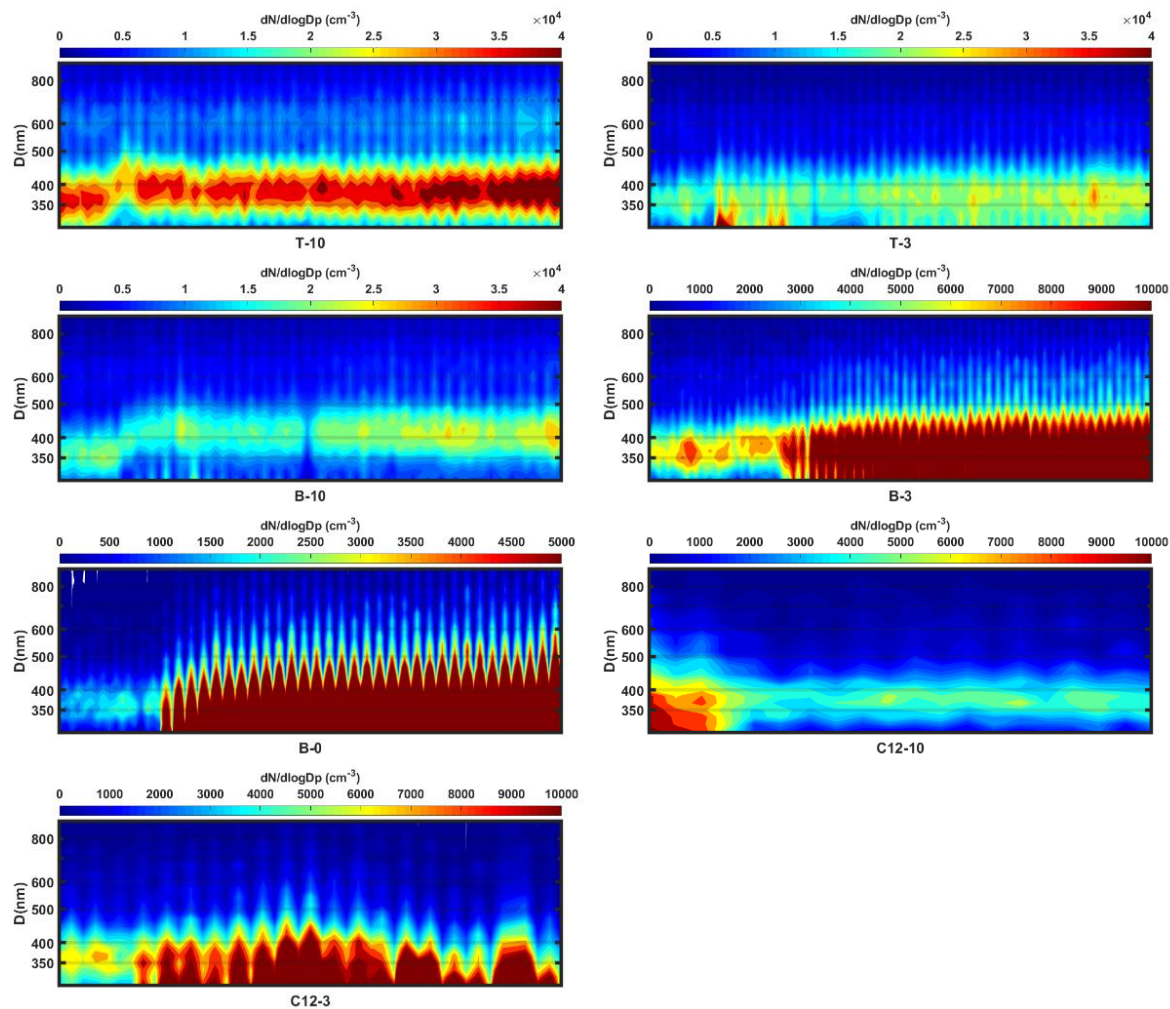 dN/dlogDp (cm⁻³) ×10⁴
0 0.5 1 1.5 2 2.5 3 3.5 4
D(nm)
800
600
500
400
350
T-10
dN/dlogDp (cm⁻³) ×10⁴
0 0.5 1 1.5 2 2.5 3 3.5 4
D(nm)
800
600
500
400
350
T-3
dN/dlogDp (cm⁻³) ×10⁴
0 0.5 1 1.5 2 2.5 3 3.5 4
D(nm)
800
600
500
400
350
B-10
dN/dlogDp (cm⁻³)
0 1000 2000 3000 4000 5000 6000 7000 8000 9000 10000
D(nm)
800
600
500
400
350
B-3
dN/dlogDp (cm⁻³)
0 500 1000 1500 2000 2500 3000 3500 4000 4500 5000
D(nm)
800
600
500
400
350
B-0
dN/dlogDp (cm⁻³)
0 1000 2000 3000 4000 5000 6000 7000 8000 9000 10000
D(nm)
800
600
500
400
350
C12-10
dN/dlogDp (cm⁻³)
0 1000 2000 3000 4000 5000 6000 7000 8000 9000 10000
D(nm)
800
600
500
400
350
C12-3